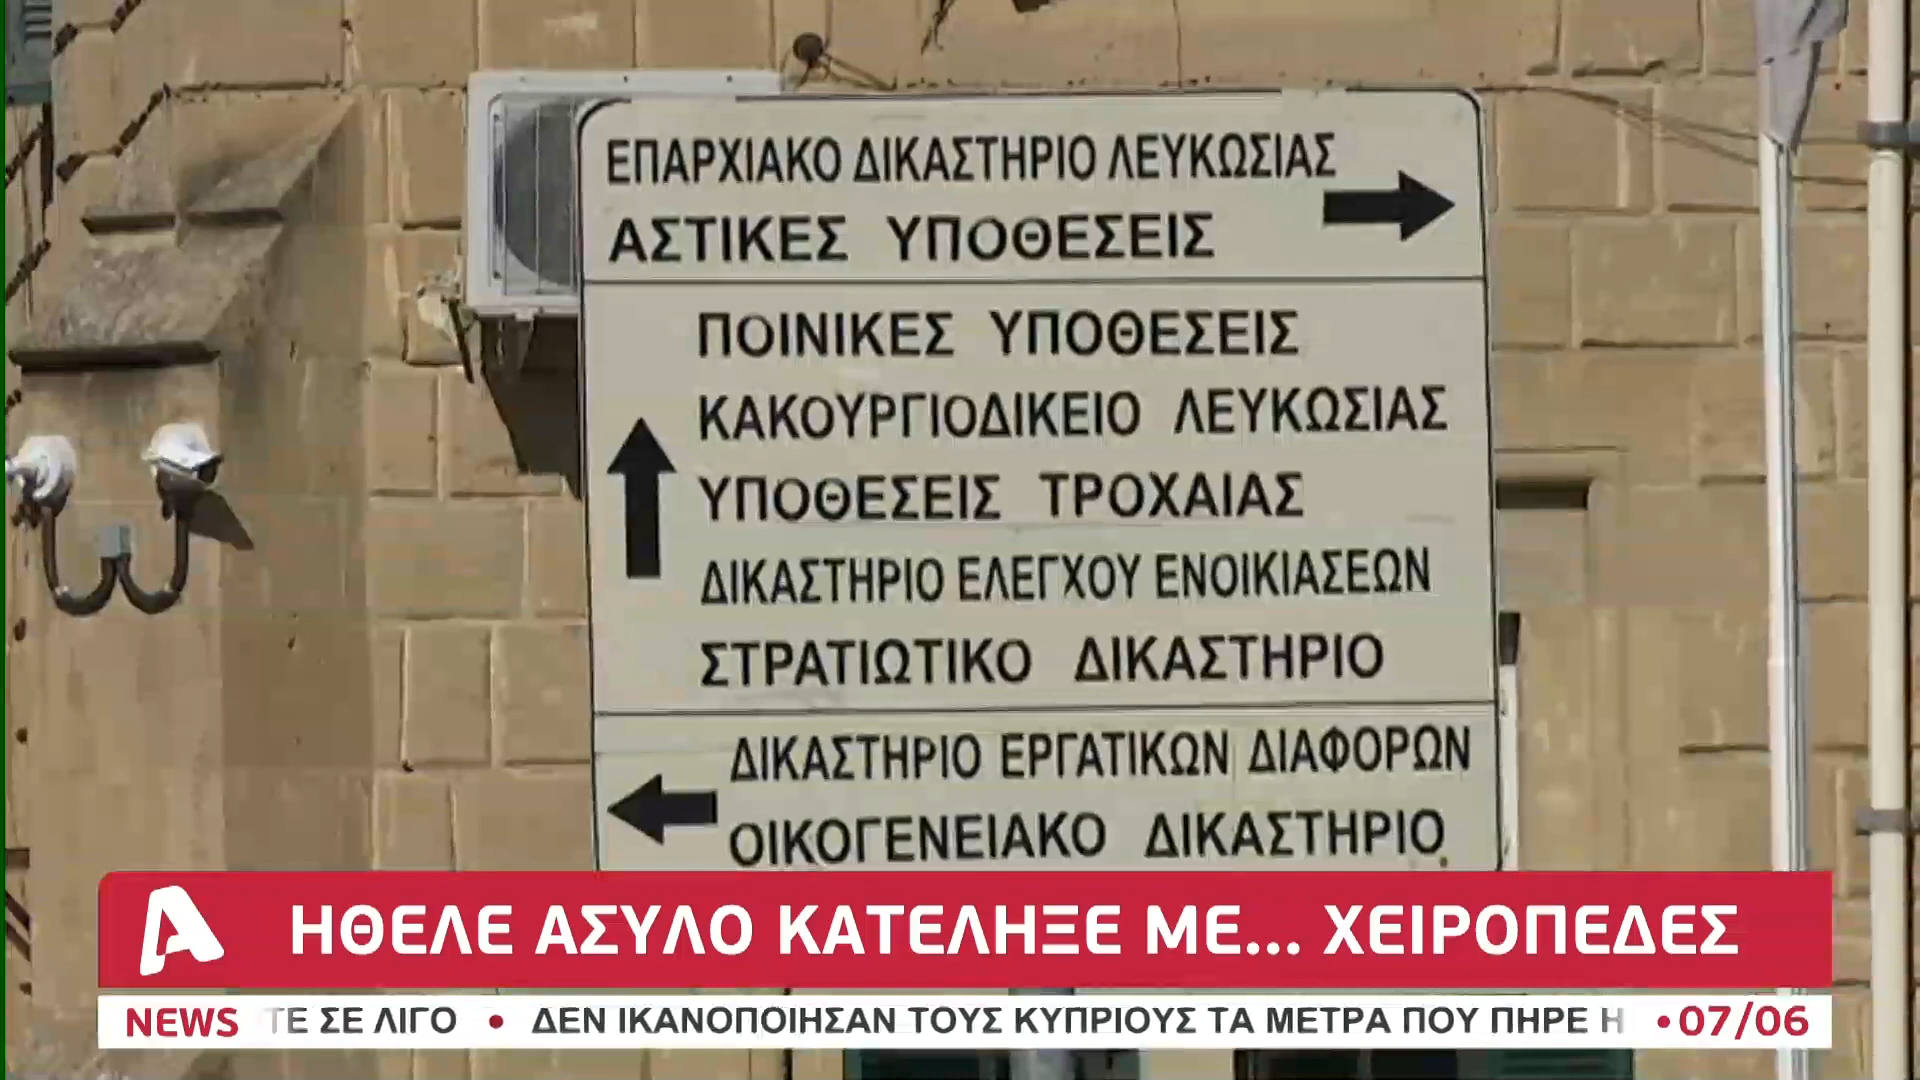 ΕΠΑΡΧΙΑΚΟ ΔΙΚΑΣΤΗΡΙΟ ΛΕΥΚΩΣΙΑΣ
ΑΣΤΙΚΕΣ ΥΠΟΘΕΣΕΙΣ
ΠΟΙΝΙΚΕΣ ΥΠΟΘΕΣΕΙΣ
ΚΑΚΟΥΡΓΙΟΔΙΚΕΙΟ ΛΕΥΚΩΣΙΑΣ
ΥΠΟΘΕΣΕΙΣ ΤΡΟΧΑΙΑΣ
ΔΙΚΑΣΤΗΡΙΟ ΕΛΕΓΧΟΥ ΕΝΟΙΚΙΑΣΕΩΝ
ΣΤΡΑΤΙΩΤΙΚΟ ΔΙΚΑΣΤΗΡΙΟ
ΔΙΚΑΣΤΗΡΙΟ ΕΡΓΑΤΙΚΩΝ ΔΙΑΦΟΡΩΝ
ΟΙΚΟΓΕΝΕΙΑΚΟ ΔΙΚΑΣΤΗΡΙΟ
ΗΘΕΛΕ ΑΣΥΛΟ ΚΑΤΕΛΗΞΕ ΜΕ... ΧΕΙΡΟΠΕΔΕΣ
NEWS ΤΕ ΣΕ ΛΙΓΟ • ΔΕΝ ΙΚΑΝΟΠΟΙΗΣΑΝ ΤΟΥΣ ΚΥΠΡΙΟΥΣ ΤΑ ΜΕΤΡΑ ΠΟΥ ΠΗΡΕ Η •07/06